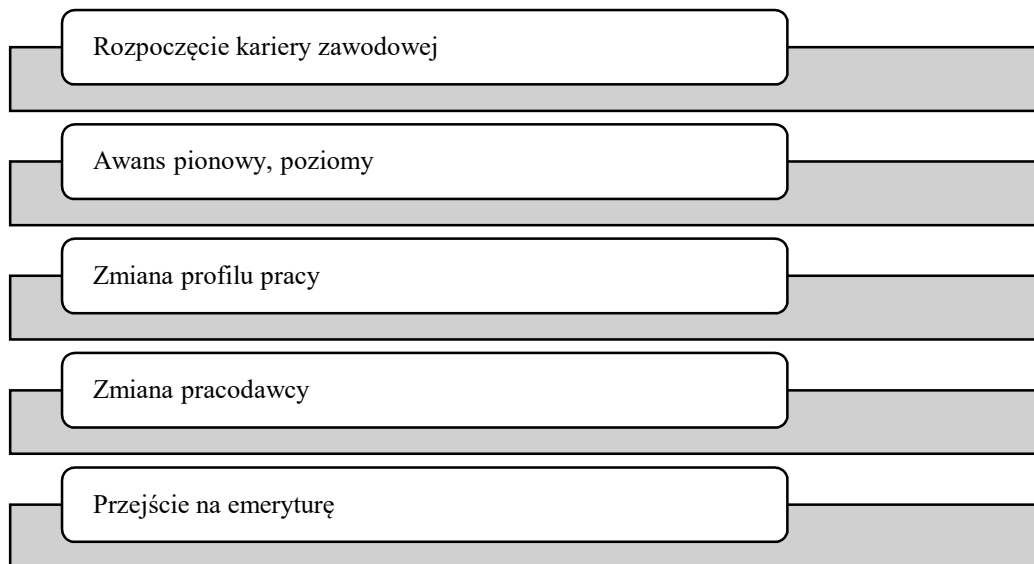 Rozpoczęcie kariery zawodowej
Awans pionowy, poziomy
Zmiana profilu pracy
Zmiana pracodawcy
Przejście na emeryturę